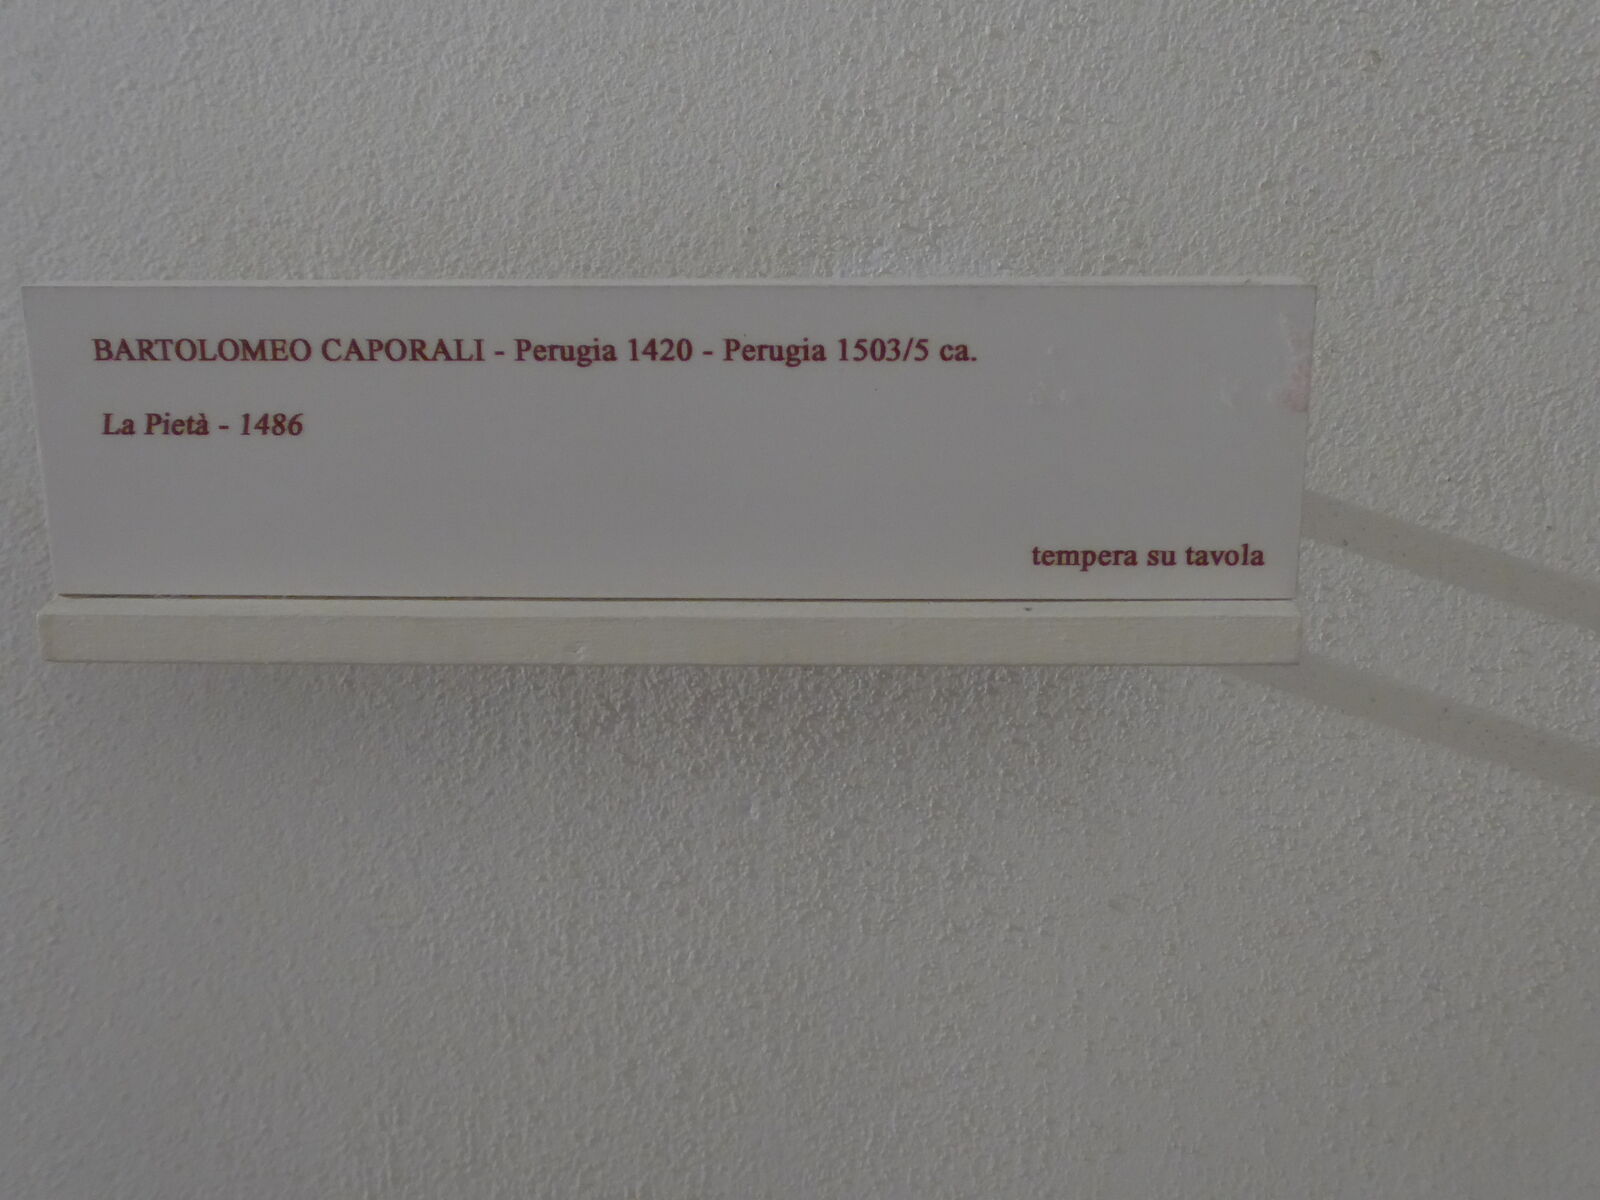 BARTOLOMEO CAPORALI - Perugia 1420 - Perugia 1503/5 ca.
La Pietà - 1486
tempera su tavola